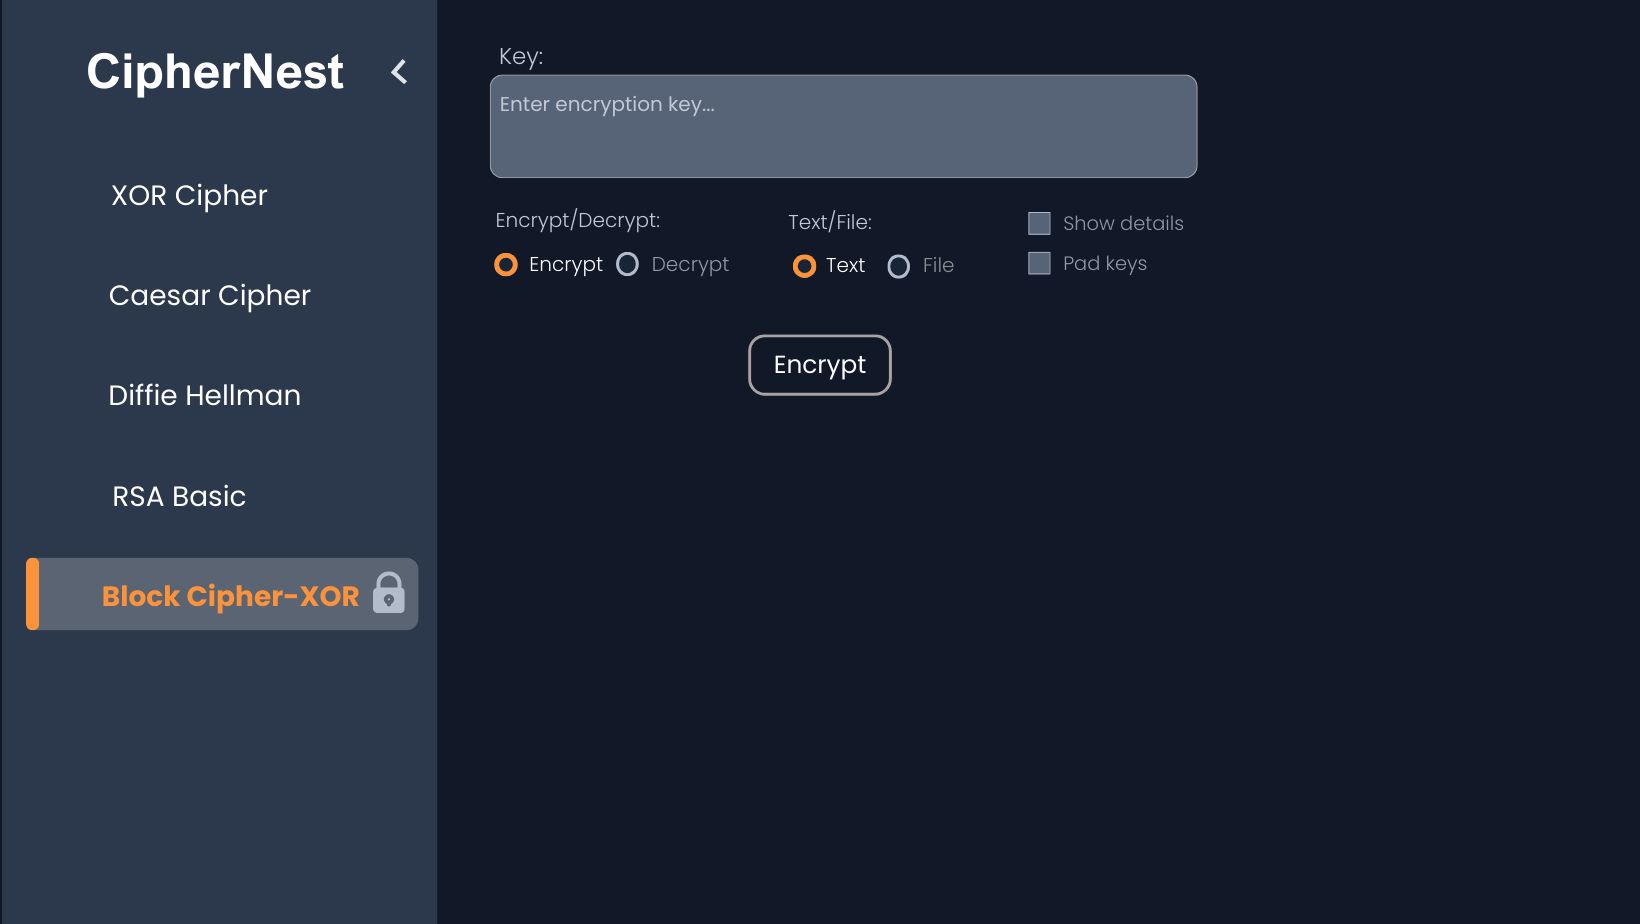 CipherNest
XOR Cipher
Caesar Cipher
Diffie Hellman
RSA Basic
Block Cipher-XOR
Key:
Enter encryption key...
Encrypt/Decrypt:
Encrypt Decrypt
Text/File:
Text File
Show details
Pad keys
Encrypt